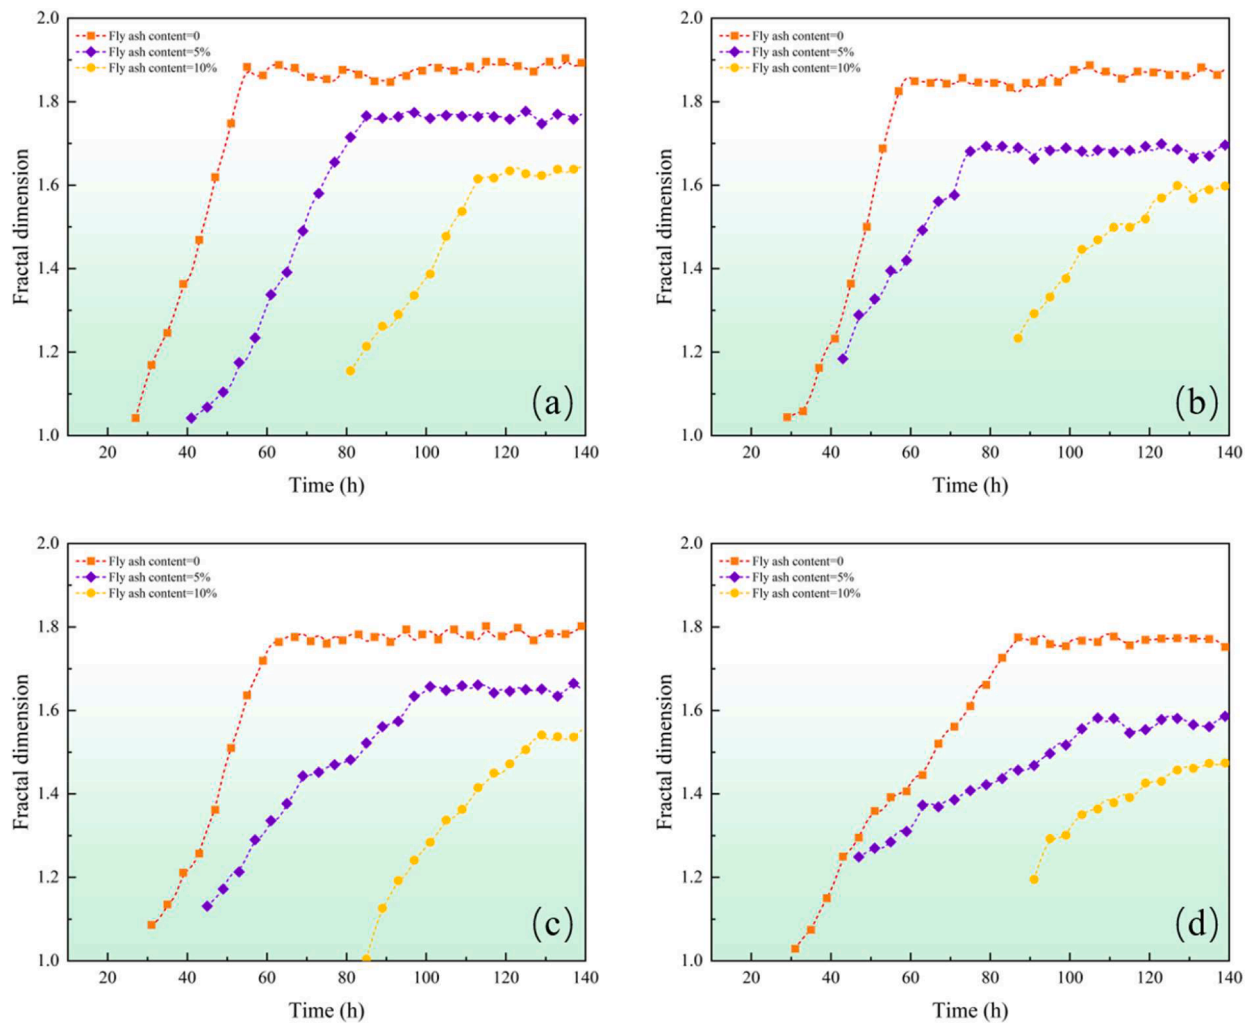 2.0
Fly ash content=0
Fly ash content=5%
Fly ash content=10%
1.8
1.6
1.4
1.2
1.0
Fractal dimension
(a)
20 40 60 80 100 120 140
Time (h)
2.0
Fly ash content=0
Fly ash content=5%
Fly ash content=10%
1.8
1.6
1.4
1.2
1.0
Fractal dimension
(b)
20 40 60 80 100 120 140
Time (h)
2.0
Fly ash content=0
Fly ash content=5%
Fly ash content=10%
1.8
1.6
1.4
1.2
1.0
Fractal dimension
(c)
20 40 60 80 100 120 140
Time (h)
2.0
Fly ash content=0
Fly ash content=5%
Fly ash content=10%
1.8
1.6
1.4
1.2
1.0
Fractal dimension
(d)
20 40 60 80 100 120 140
Time (h)